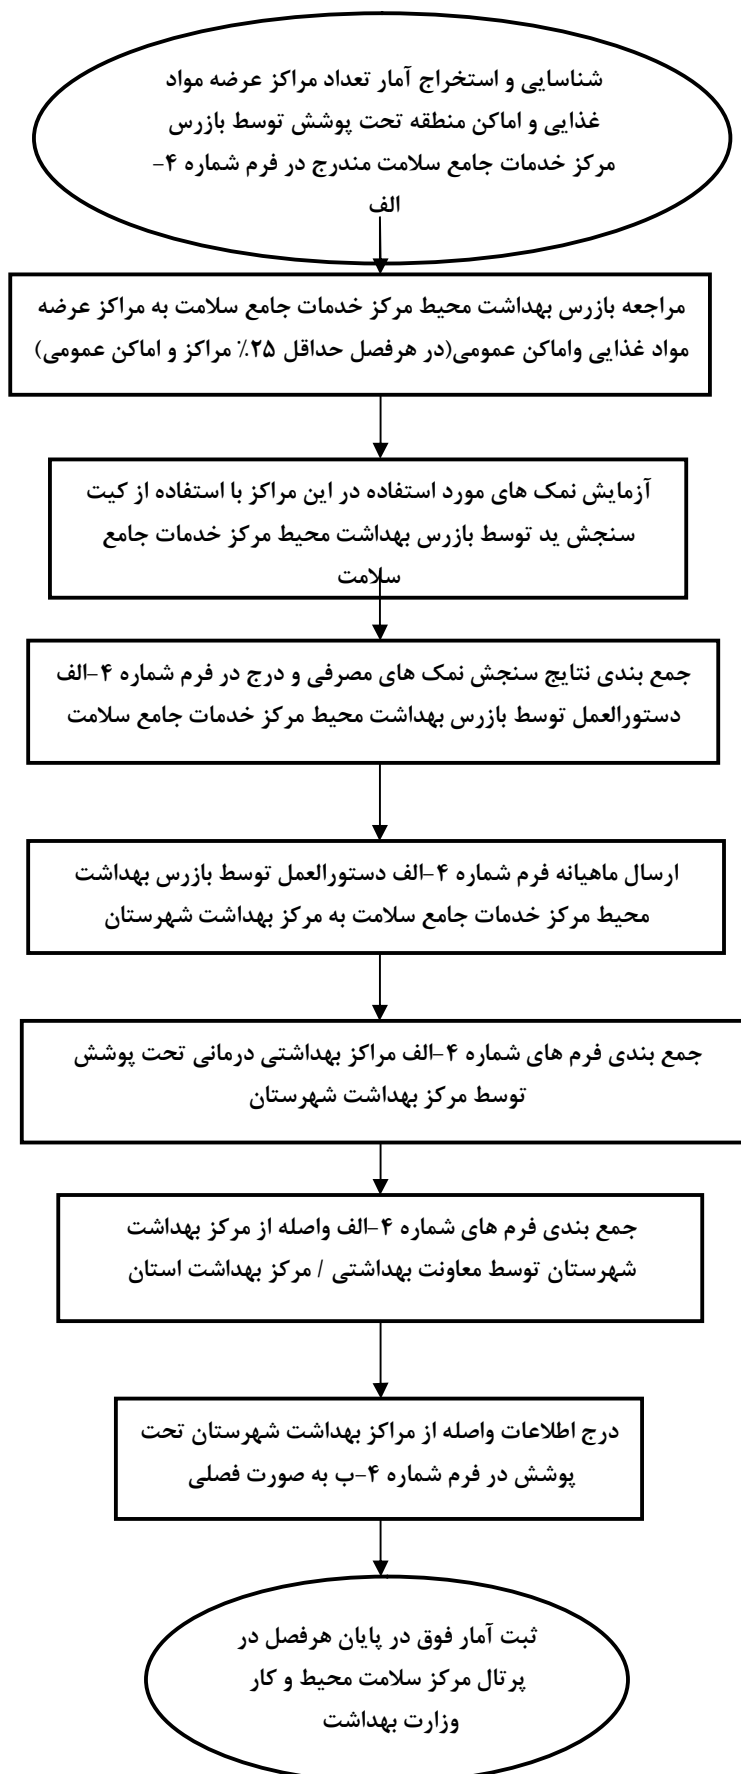 شناسایی و استخراج آمار تعداد مراکز عرضه مواد
غذایی و اماکن منطقه تحت پوشش توسط بازرس
مرکز خدمات جامع سلامت مندرج در فرم شماره ۴-
الف
مراجعه بازرس بهداشت محیط مرکز خدمات جامع سلامت به مراکز عرضه
مواد غذایی واماکن عمومی(در هرفصل حداقل ۲۵٪ مراکز و اماکن عمومی)
آزمایش نمک های مورد استفاده در این مراکز با استفاده از کیت
سنجش ید توسط بازرس بهداشت محیط مرکز خدمات جامع
سلامت
جمع بندی نتایج سنجش نمک های مصرفی و درج در فرم شماره ۴-الف
دستورالعمل توسط بازرس بهداشت محیط مرکز خدمات جامع سلامت
ارسال ماهیانه فرم شماره ۴-الف دستورالعمل توسط بازرس بهداشت
محیط مرکز خدمات جامع سلامت به مرکز بهداشت شهرستان
جمع بندی فرم های شماره ۴-الف مراکز بهداشتی درمانی تحت پوشش
توسط مرکز بهداشت شهرستان
جمع بندی فرم های شماره ۴-الف واصله از مرکز بهداشت
شهرستان توسط معاونت بهداشتی / مرکز بهداشت استان
درج اطلاعات واصله از مراکز بهداشت شهرستان تحت
پوشش در فرم شماره ۴-ب به صورت فصلی
ثبت آمار فوق در پایان هرفصل در
پرتال مرکز سلامت محیط و کار
وزارت بهداشت